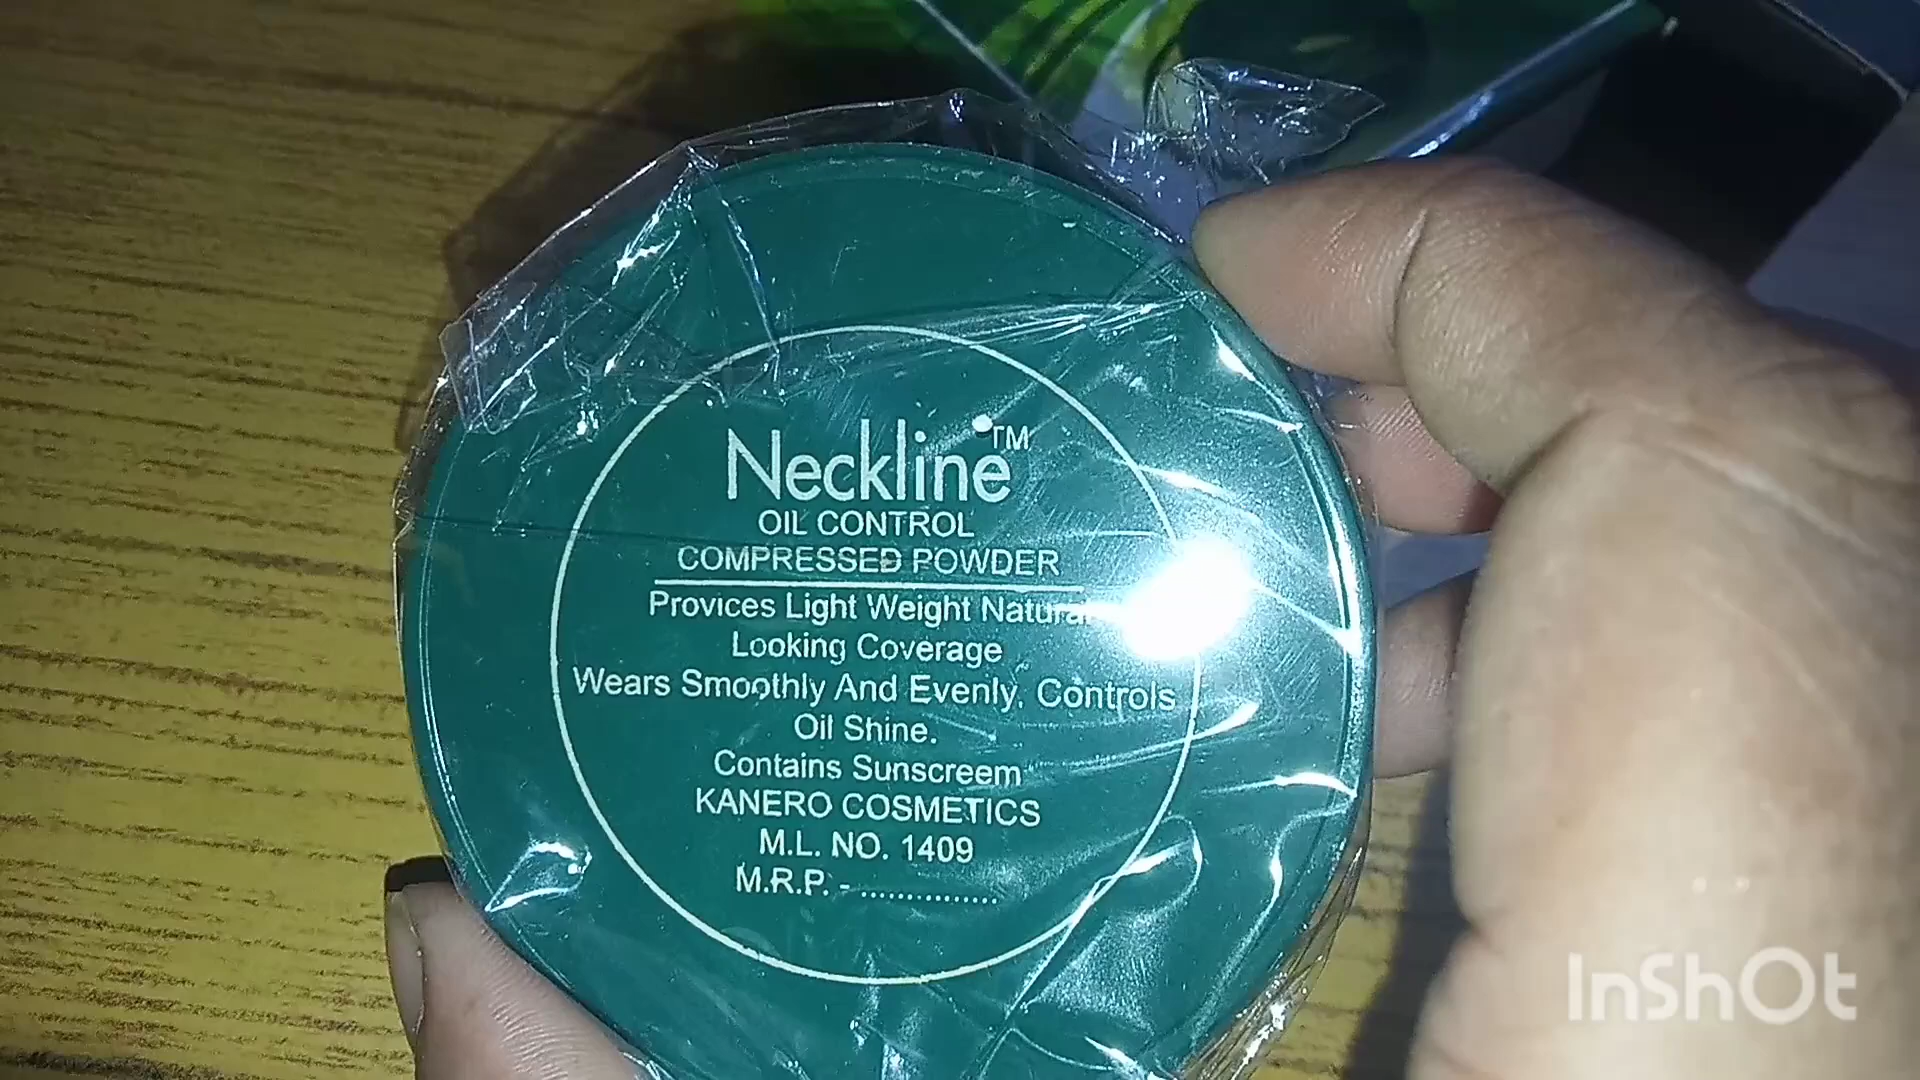 Neckline™
OIL CONTROL
COMPRESSED POWDER
Provices Light Weight Natural
Looking Coverage
Wears Smoothly And Evenly. Controls
Oil Shine.
Contains Sunscreem
KANERO COSMETICS
M.L. NO. 1409
M.R.P. - ...............
InShOt